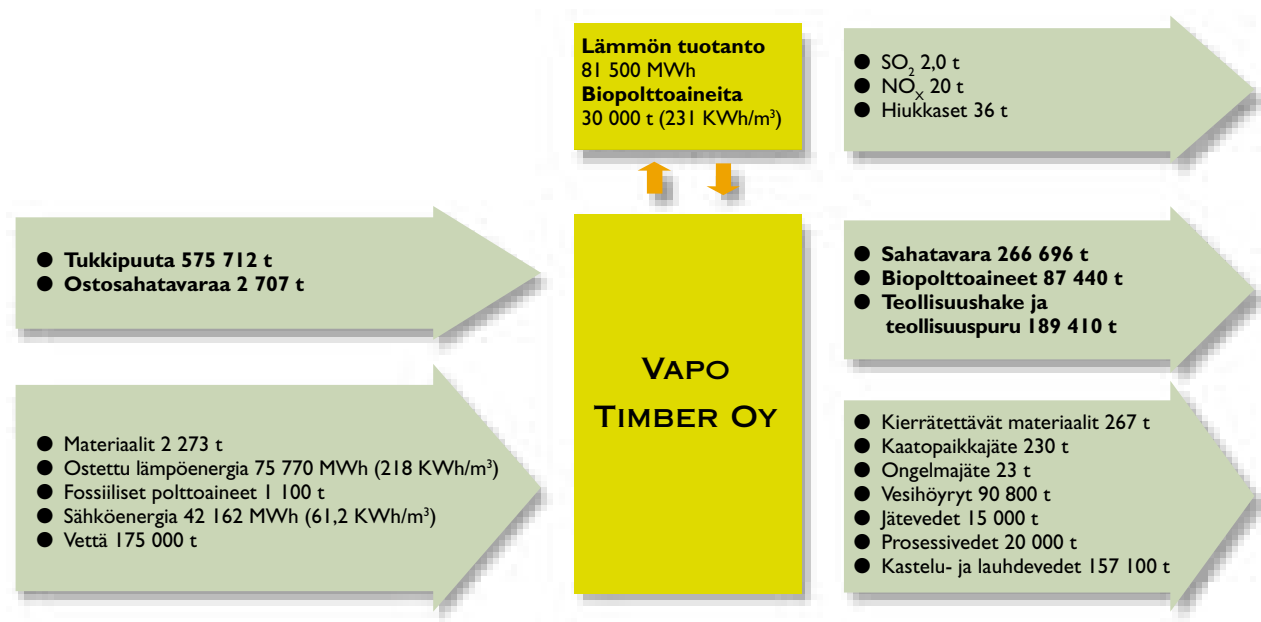 Lämmön tuotanto
81 500 MWh
Biopolttoaineita
30 000 t (231 KWh/m³)
● SO₂ 2,0 t
● NOₓ 20 t
● Hiukkaset 36 t
● Tukkipuuta 575 712 t
● Ostosahatavaraa 2 707 t
VAPO
TIMBER OY
● Sahatavara 266 696 t
● Biopolttoaineet 87 440 t
● Teollisuushake ja
teollisuuspuru 189 410 t
● Materiaalit 2 273 t
● Ostettu lämpöenergia 75 770 MWh (218 KWh/m³)
● Fossiiliset polttoaineet 1 100 t
● Sähköenergia 42 162 MWh (61,2 KWh/m³)
● Vettä 175 000 t
● Kierrätettävät materiaalit 267 t
● Kaatopaikkajäte 230 t
● Ongelmajäte 23 t
● Vesihöyryt 90 800 t
● Jätevedet 15 000 t
● Prosessivedet 20 000 t
● Kastelu- ja lauhdevedet 157 100 t